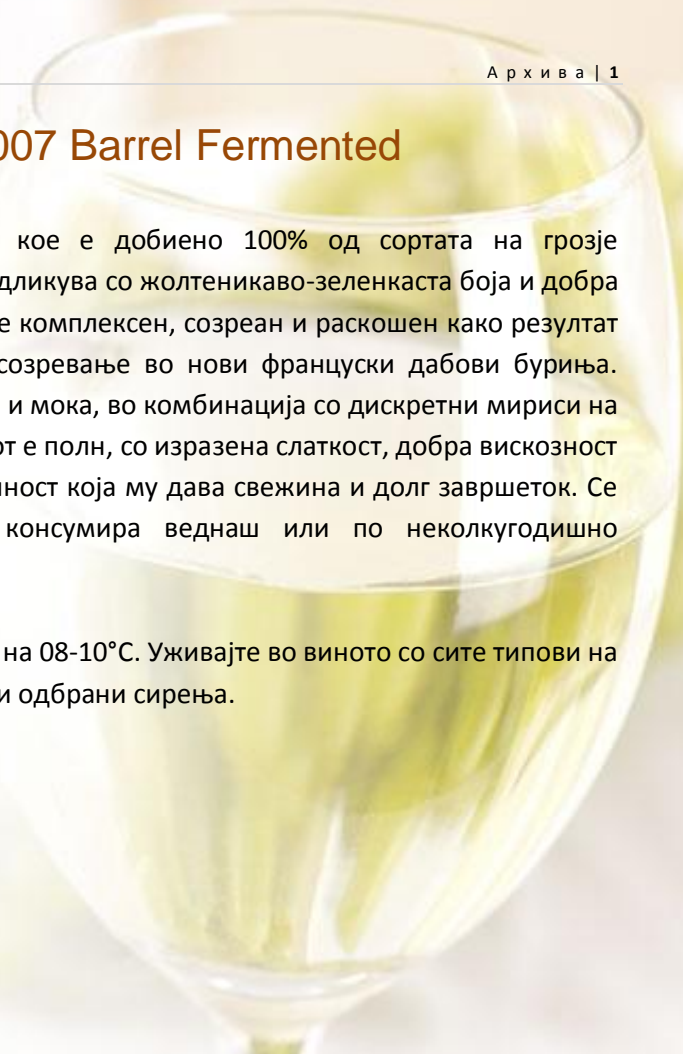 Архива | 1
007 Barrel Fermented
кое е добиено 100% од сортата на грозје
дликува со жолтеникаво-зеленкаста боја и добра
е комплексен, созреан и раскошен како резултат
созревање во нови француски дабови буриња.
и мока, во комбинација со дискретни мириси на
от е полн, со изразена слаткост, добра вискозност
ност која му дава свежина и долг завршеток. Се
консумира веднаш или по неколкугодишно
на 08-10°C. Уживајте во виното со сите типови на
и одбрани сирења.